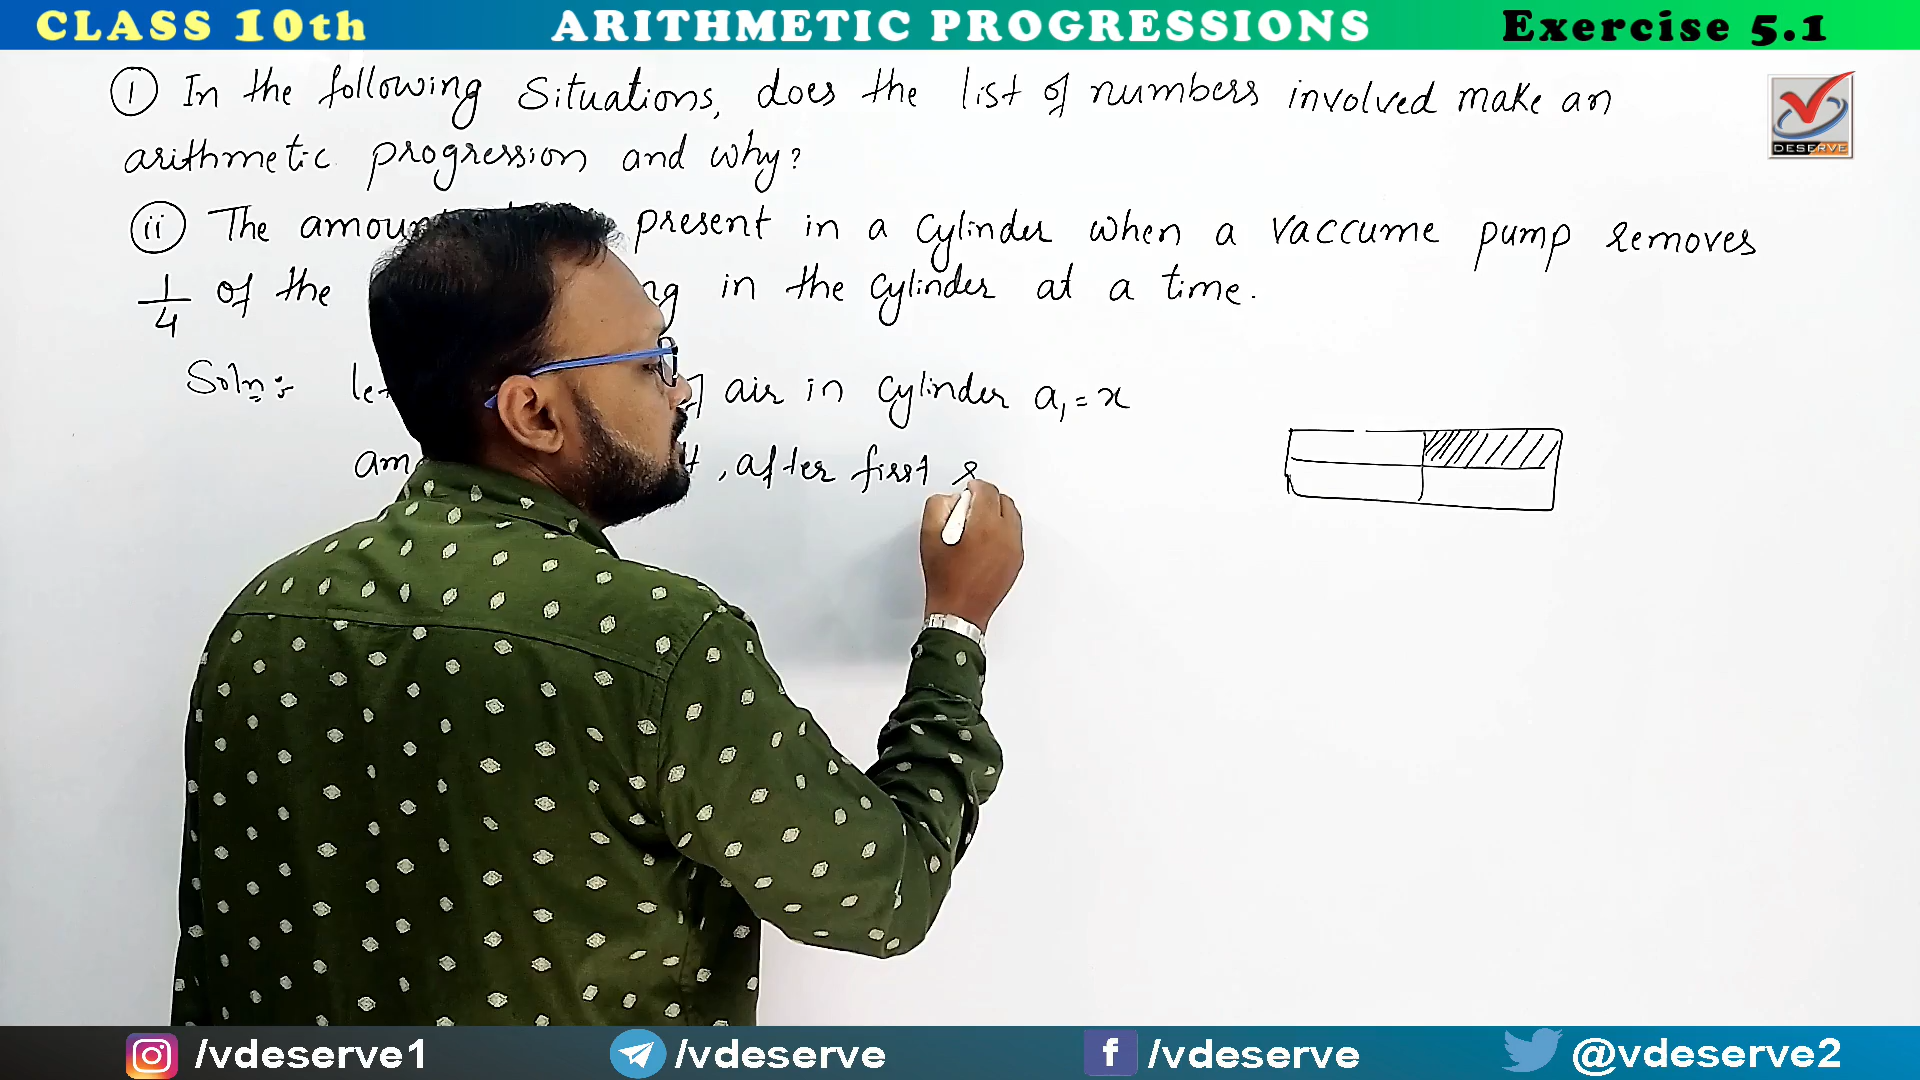 CLASS 10th ARITHMETIC PROGRESSIONS Exercise 5.1
① In the following Situations, does the list of numbers involved make an
arithmetic progression and why?
DESERVE
ⓘⓘ The amou present in a Cylinder when a vaccume pump removes
1/4 of the ng in the Cylinder at a time.
Soln:- let air in Cylinder a₁ = x
am , after first
/vdeserve1 /vdeserve f /vdeserve @vdeserve2